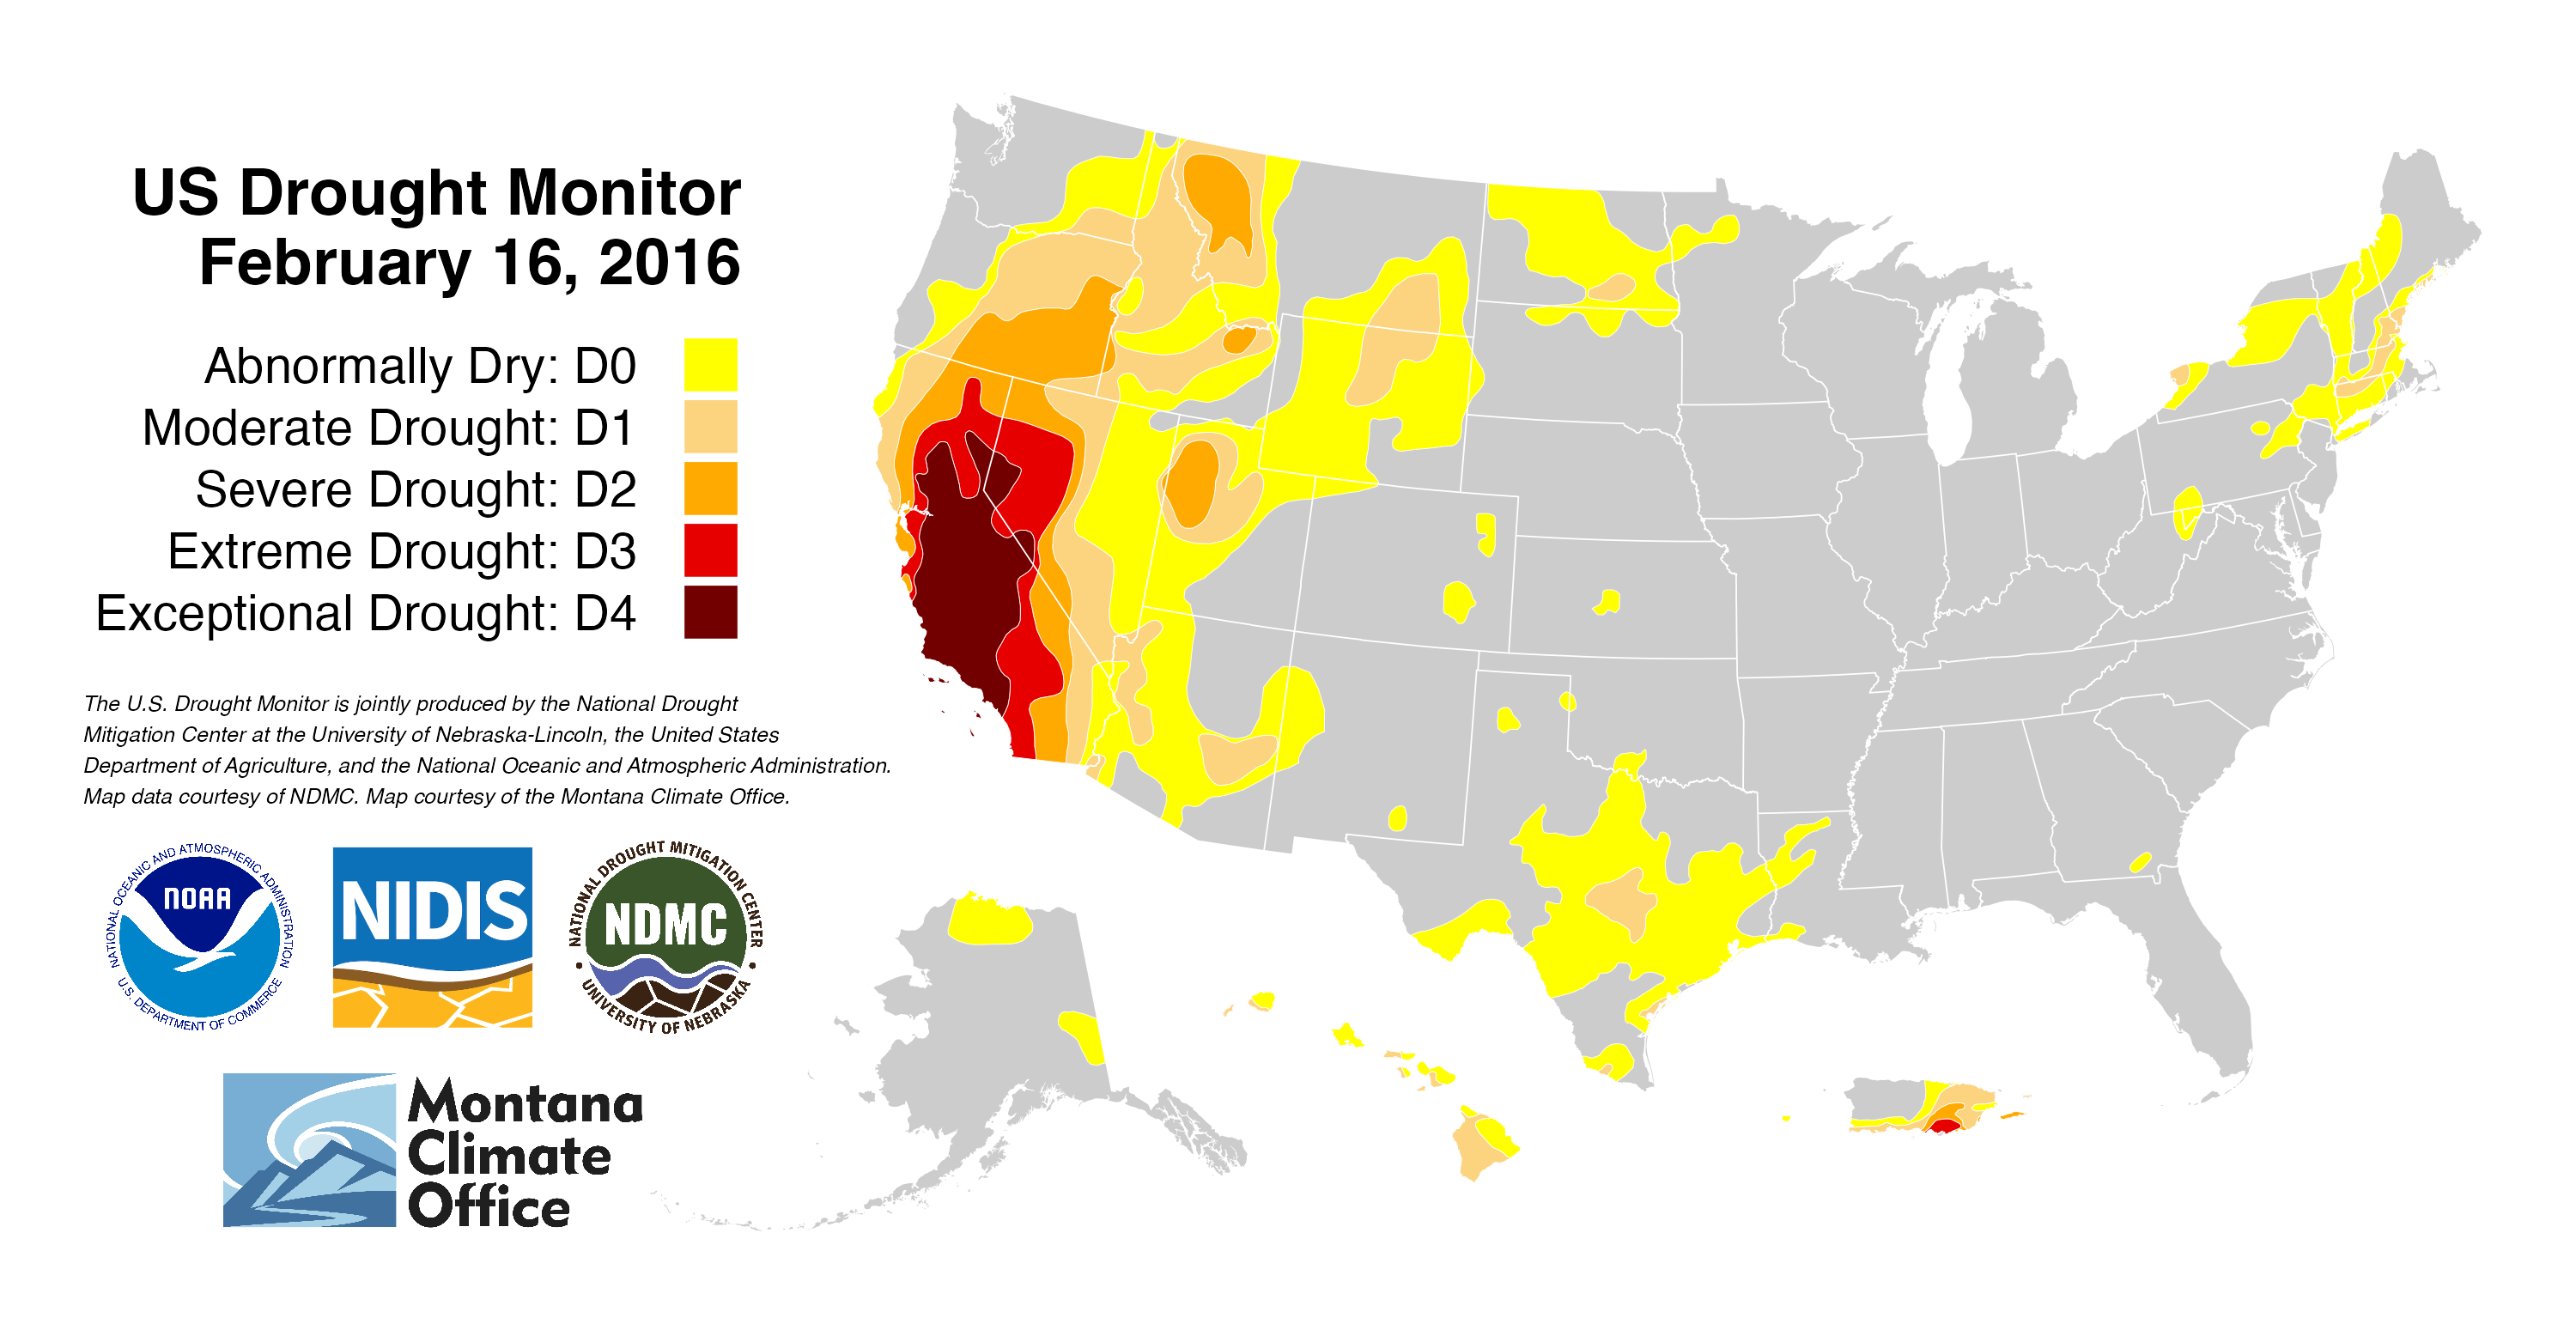 US Drought Monitor
February 16, 2016
Abnormally Dry: D0
Moderate Drought: D1
Severe Drought: D2
Extreme Drought: D3
Exceptional Drought: D4
The U.S. Drought Monitor is jointly produced by the National Drought
Mitigation Center at the University of Nebraska-Lincoln, the United States
Department of Agriculture, and the National Oceanic and Atmospheric Administration.
Map data courtesy of NDMC. Map courtesy of the Montana Climate Office.
NATIONAL OCEANIC AND ATMOSPHERIC ADMINISTRATION
NOAA
U.S. DEPARTMENT OF COMMERCE
NIDIS
NATIONAL DROUGHT MITIGATION CENTER
NDMC
UNIVERSITY OF NEBRASKA
Montana
Climate
Office